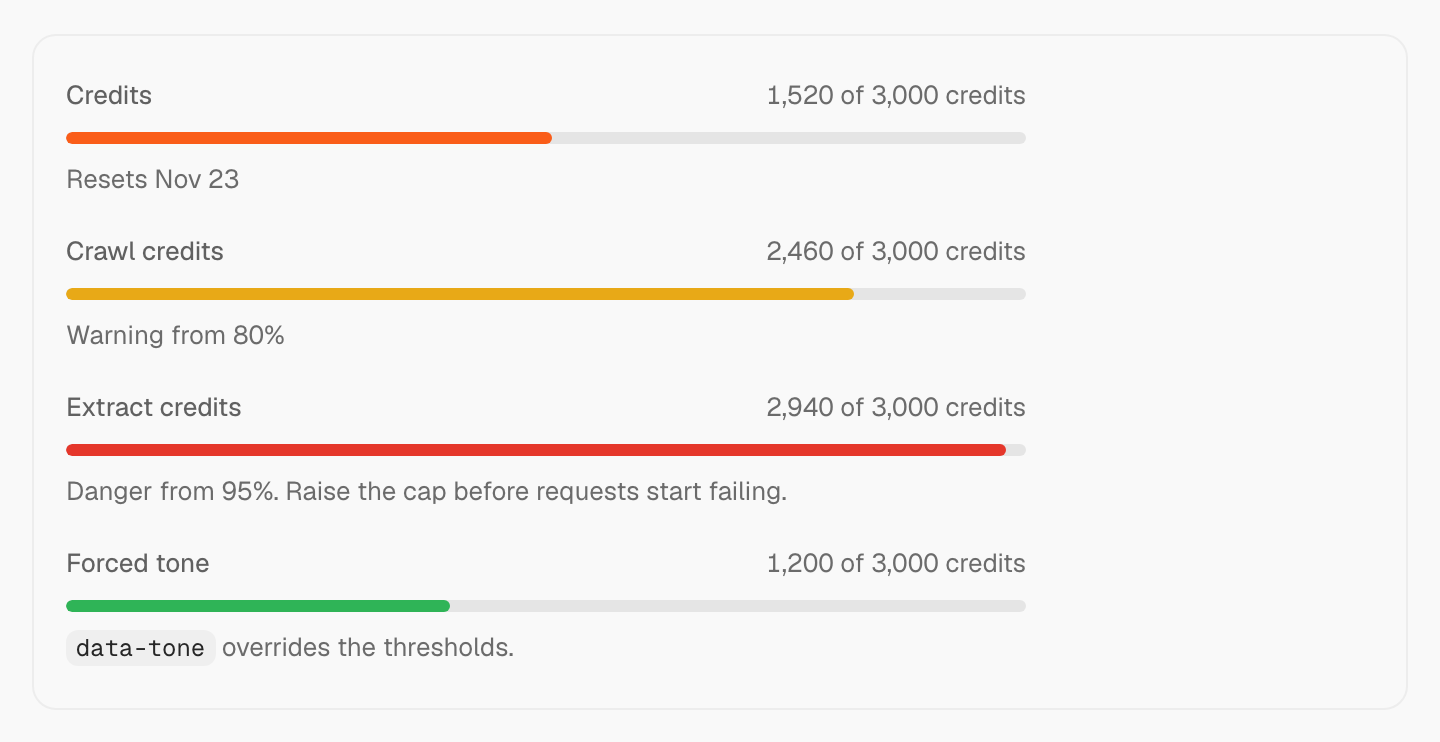 Credits 1,520 of 3,000 credits
Resets Nov 23
Crawl credits 2,460 of 3,000 credits
Warning from 80%
Extract credits 2,940 of 3,000 credits
Danger from 95%. Raise the cap before requests start failing.
Forced tone 1,200 of 3,000 credits
data-tone overrides the thresholds.